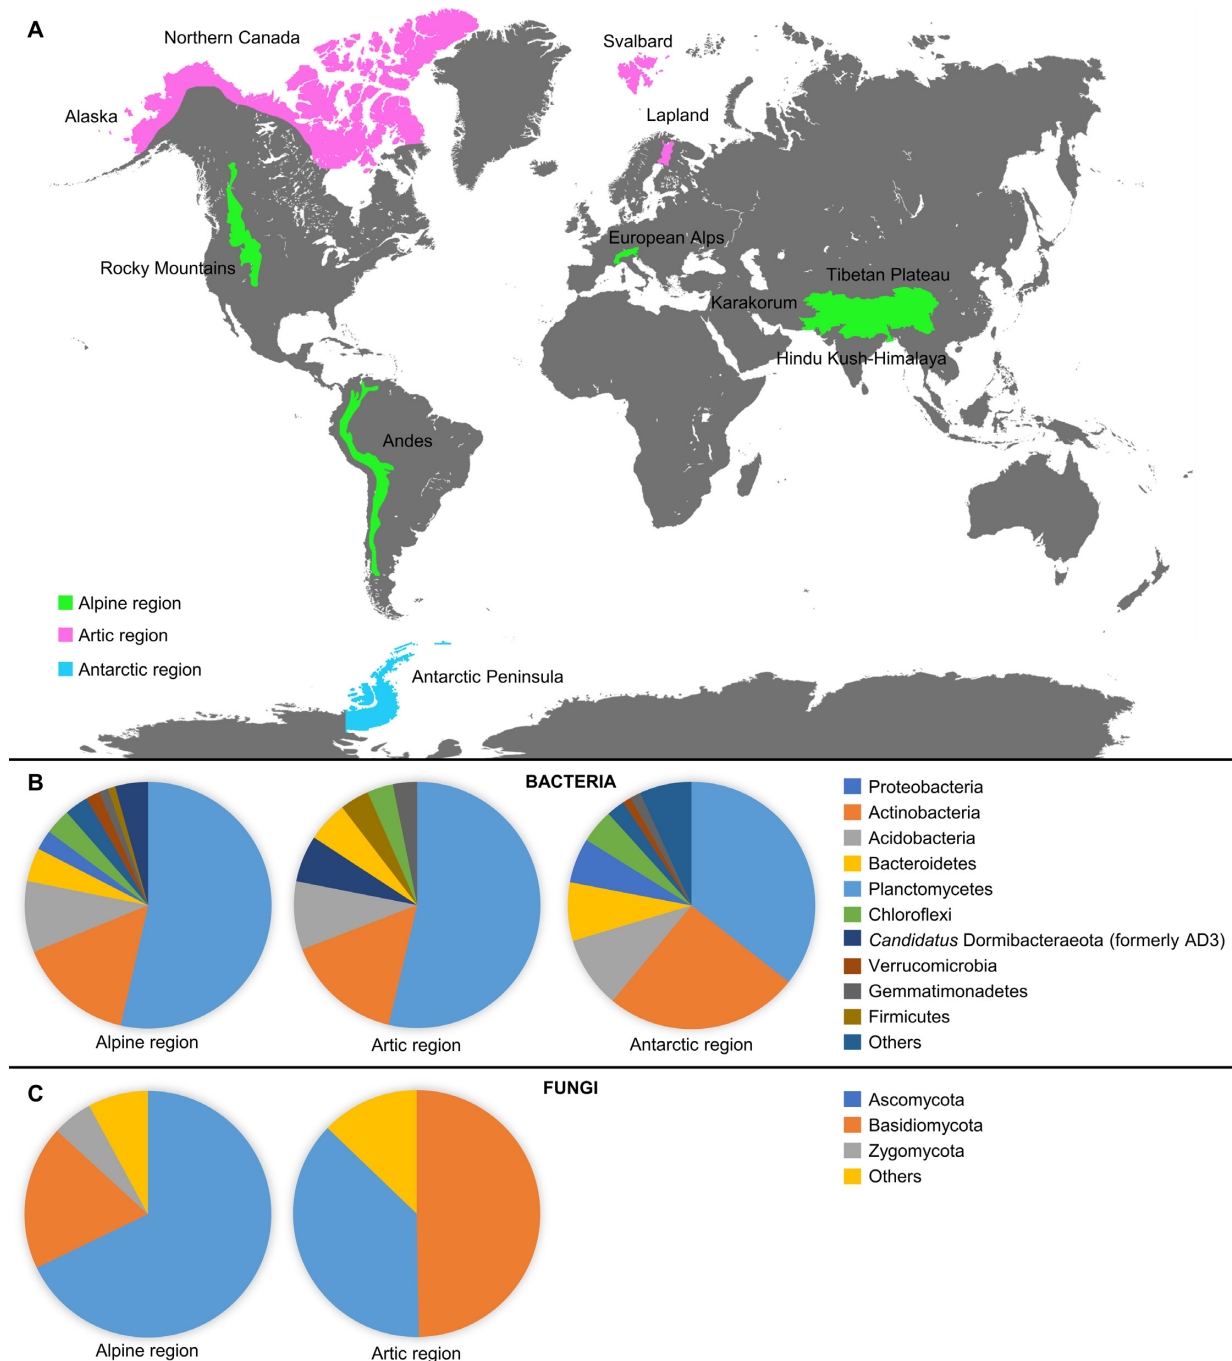 A
Northern Canada
Svalbard
Alaska
Lapland
European Alps
Rocky Mountains
Tibetan Plateau
Karakorum
Hindu Kush-Himalaya
Andes
Alpine region
Artic region
Antarctic region
Antarctic Peninsula
B
BACTERIA
Alpine region
Artic region
Antarctic region
Proteobacteria
Actinobacteria
Acidobacteria
Bacteroidetes
Planctomycetes
Chloroflexi
Candidatus Dormibacteraeota (formerly AD3)
Verrucomicrobia
Gemmatimonadetes
Firmicutes
Others
C
FUNGI
Alpine region
Artic region
Ascomycota
Basidiomycota
Zygomycota
Others